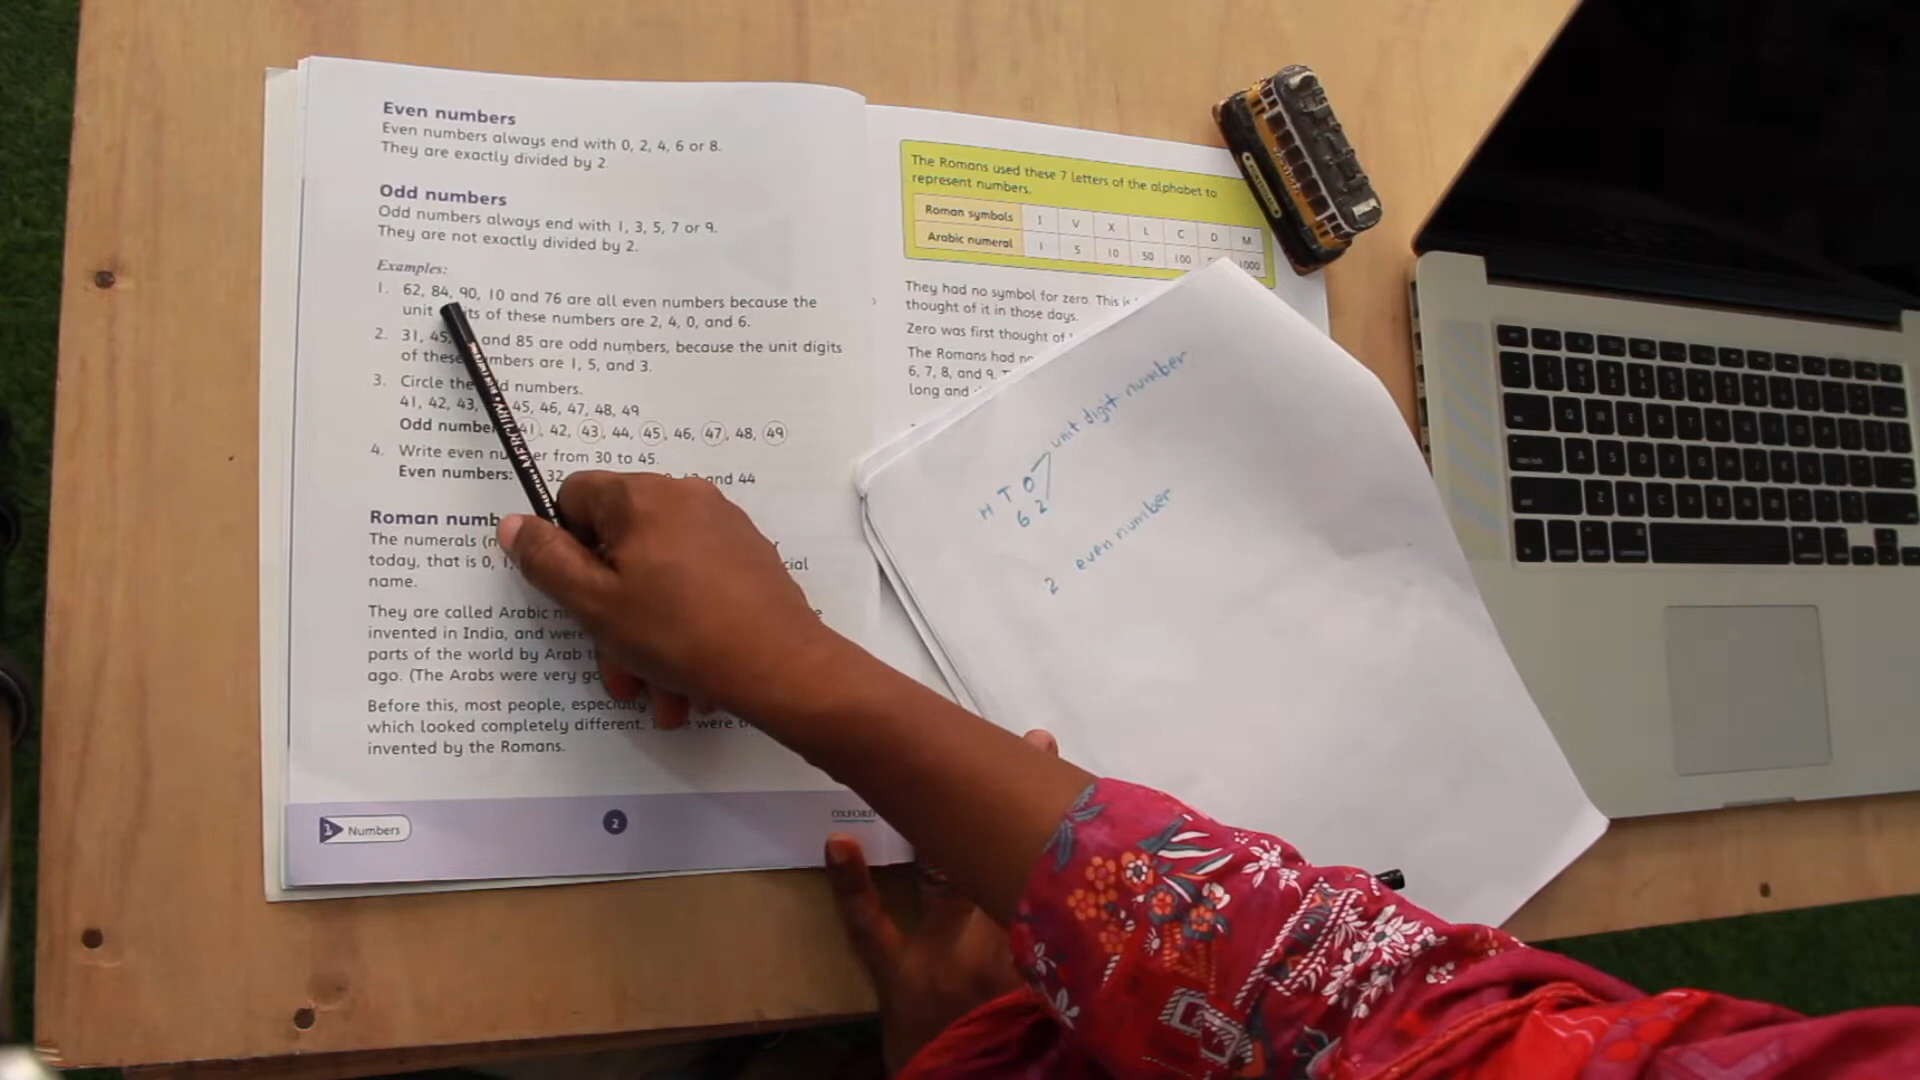 Even numbers
Even numbers always end with 0, 2, 4, 6 or 8.
They are exactly divided by 2.
Odd numbers
Odd numbers always end with 1, 3, 5, 7 or 9.
They are not exactly divided by 2.
Examples:
1. 62, 84, 90, 10 and 76 are all even numbers because the
unit of these numbers are 2, 4, 0, and 6.
2. 31, 45, and 85 are odd numbers, because the unit digits
of these are 1, 5, and 3.
3. Circle the numbers.
41, 42, 43, 45, 46, 47, 48, 49
Odd 41, 42, 43, 44, 45, 46, 47, 48, 49
4. Write even from 30 to 45.
Even numbers: 32 and 44
Roman
The numerals
today, that is 0, 1,
name.
They are called Arabic
invented in India, and were
parts of the world by Arab
ago. (The Arabs were very
Before this, most people, especially
which looked completely different. were
invented by the Romans.
1 Numbers
2
OXFORD
The Romans used these 7 letters of the alphabet to
represent numbers.
Roman symbols I V X L C D M
Arabic numeral 1 5 10 50 100 1000
They had no symbol for zero. This
thought of it in those days.
Zero was first thought of
The Romans had
6, 7, 8, and 9.
long and
unit digit number
H T O
6 2
2 even number